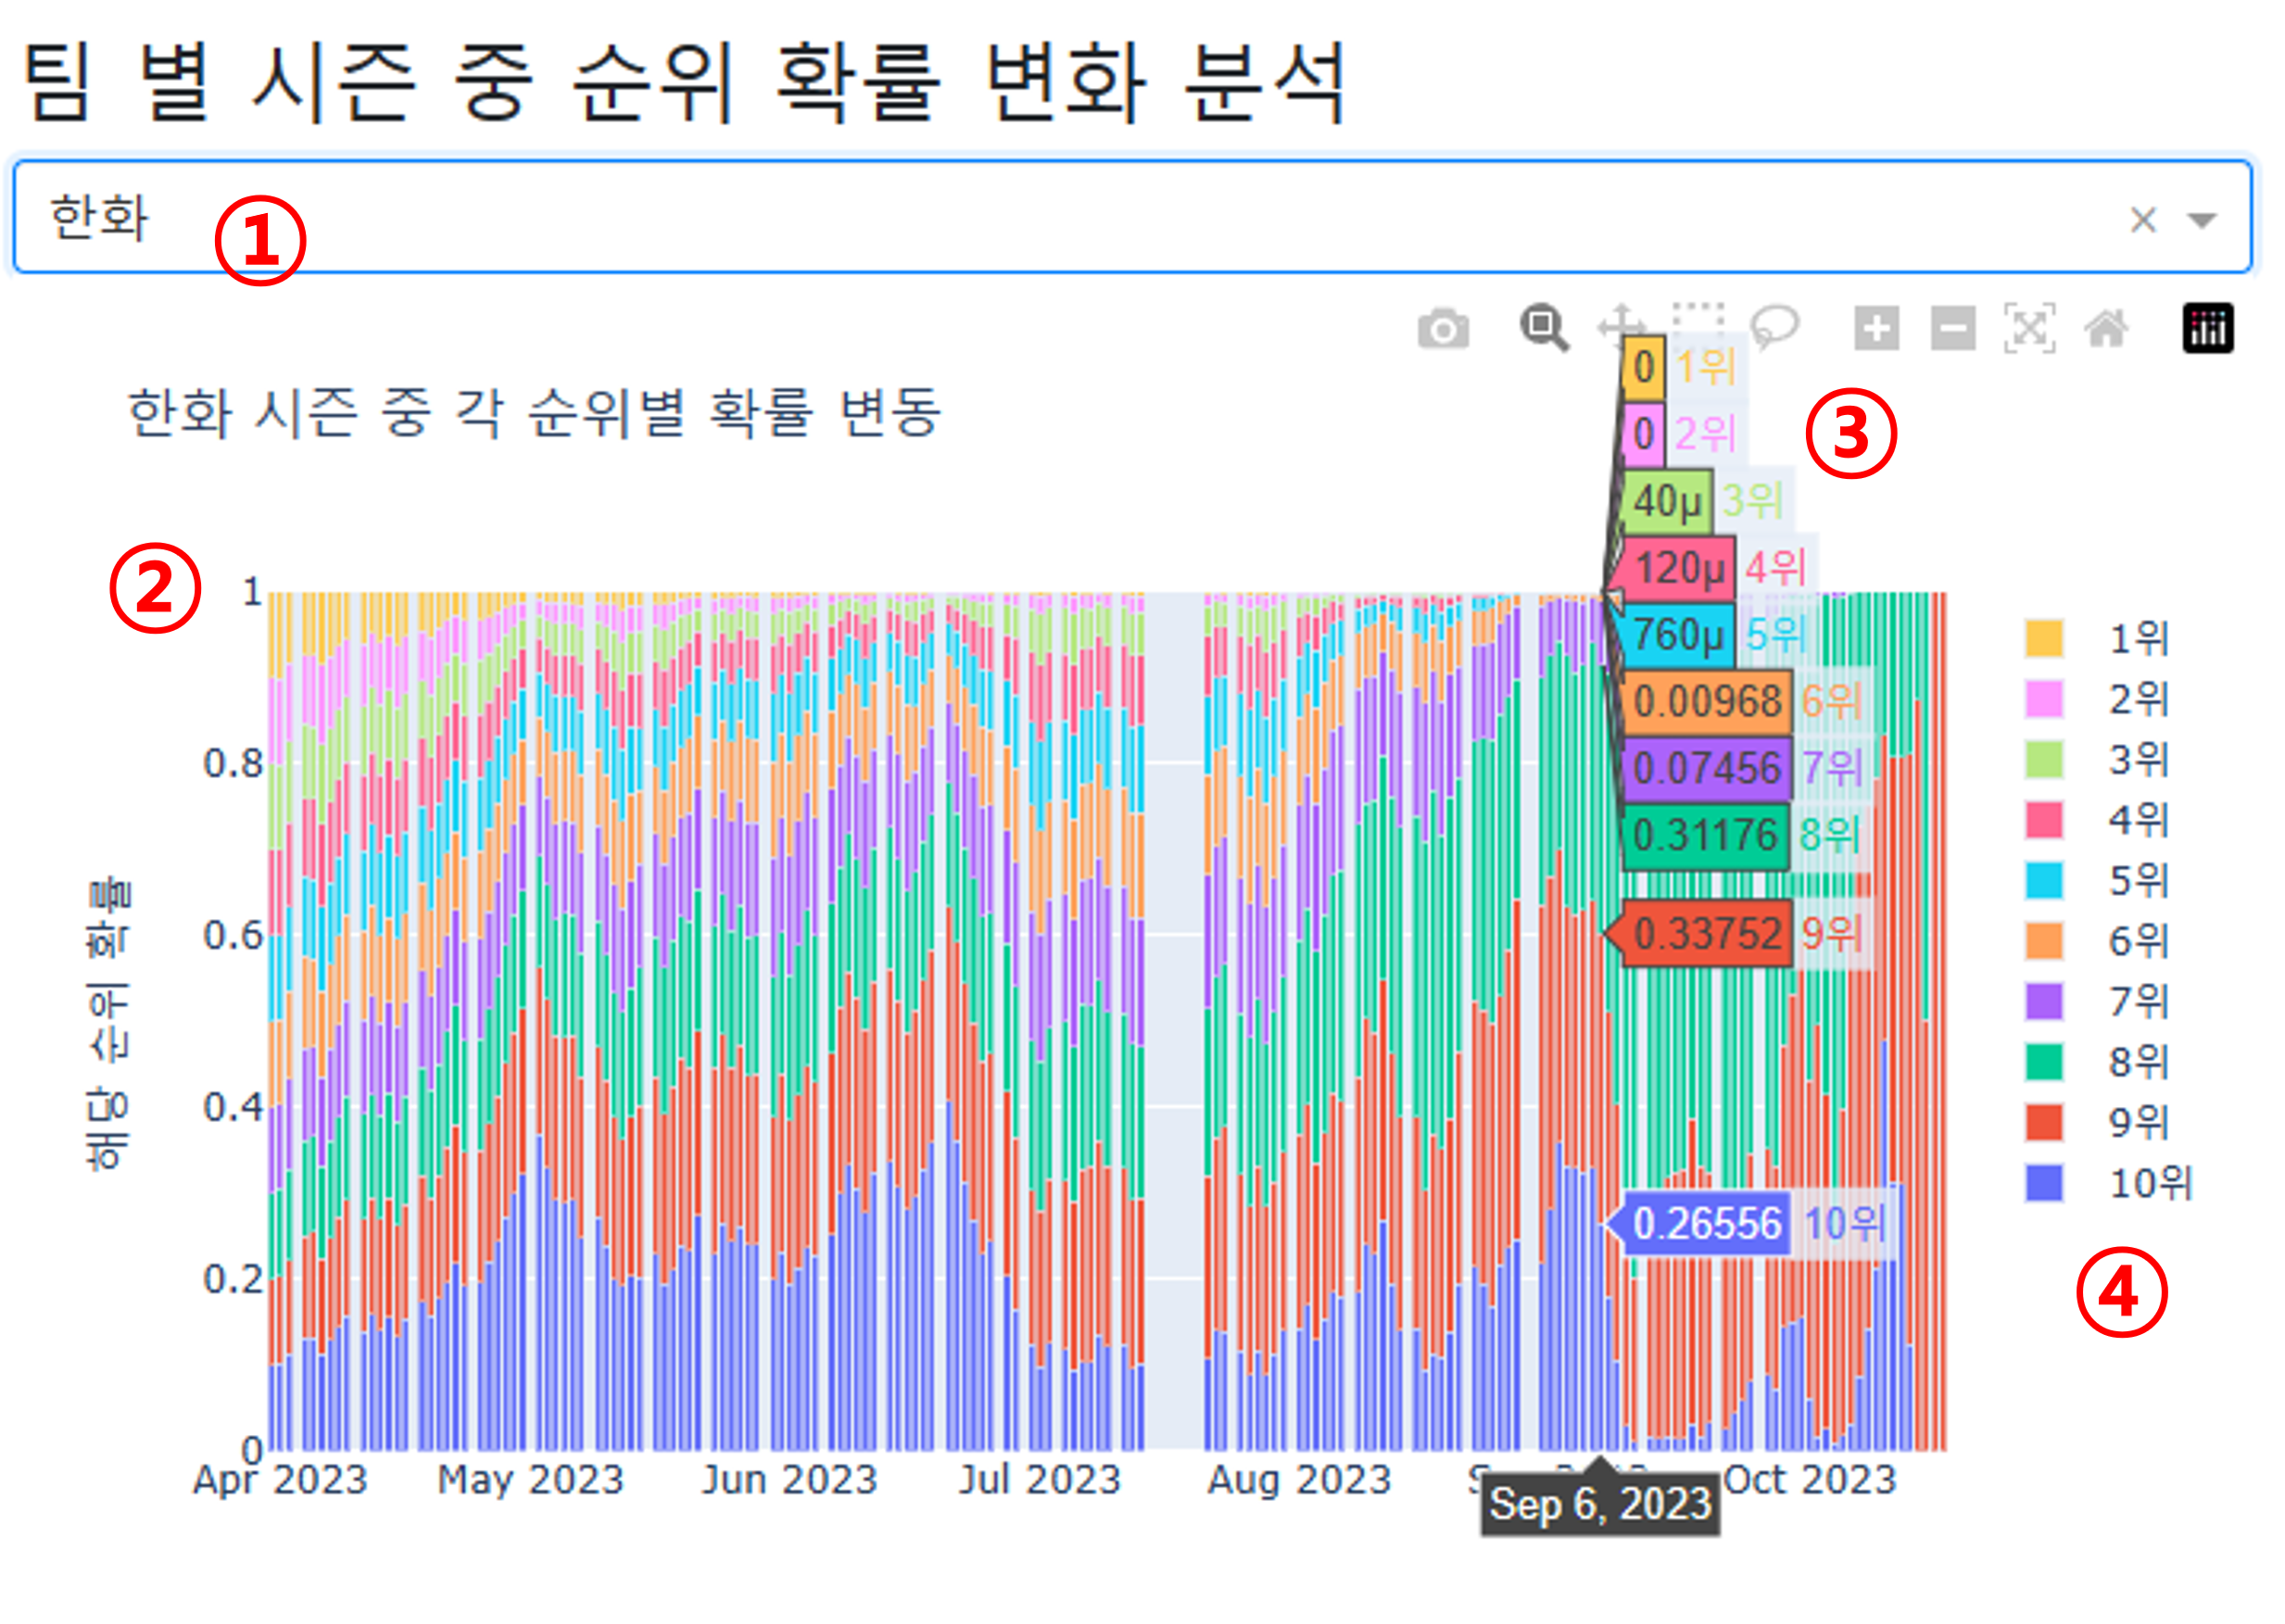 팀 별 시즌 중 순위 확률 변화 분석
한화
①
한화 시즌 중 각 순위별 확률 변동
②
③
0 1위
0 2위
40μ 3위
120μ 4위
760μ 5위
0.00968 6위
0.07456 7위
0.31176 8위
0.33752 9위
0.26556 10위
해당 순위 확률
1
0.8
0.6
0.4
0.2
0
Apr 2023 May 2023 Jun 2023 Jul 2023 Aug 2023 Oct 2023
Sep 6, 2023
1위
2위
3위
4위
5위
6위
7위
8위
9위
10위
④